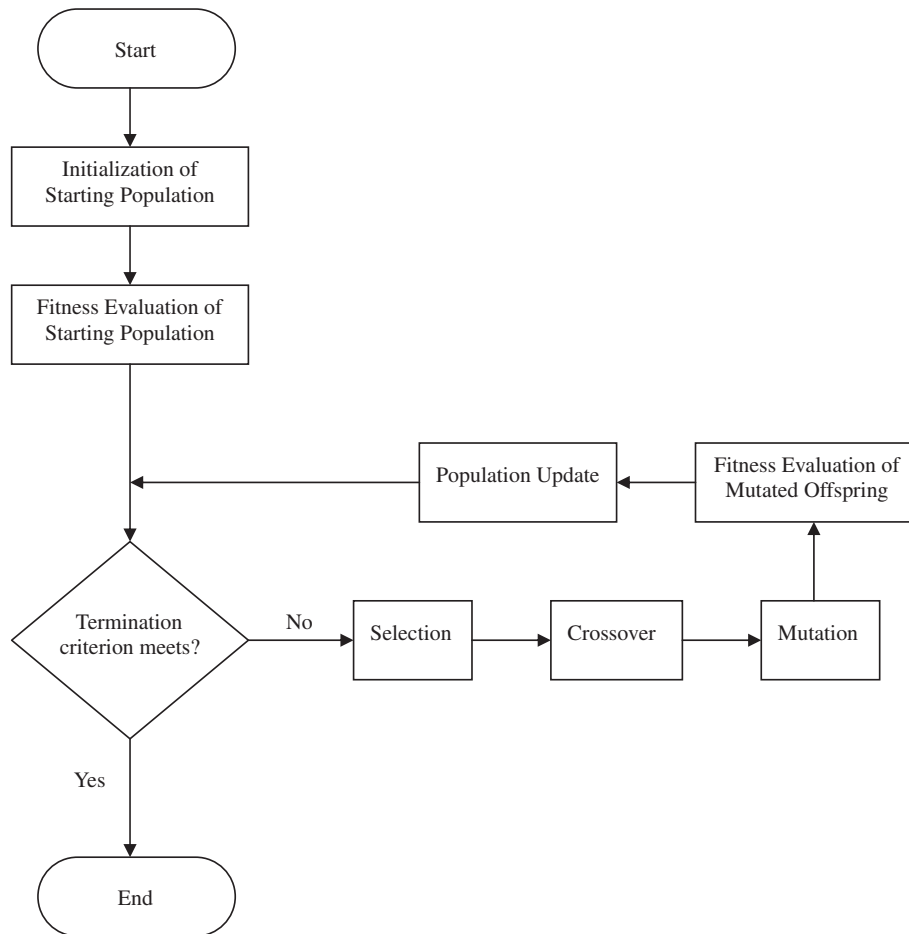 Start
Initialization of
Starting Population
Fitness Evaluation of
Starting Population
Population Update
Fitness Evaluation of
Mutated Offspring
Termination
criterion meets?
No
Selection
Crossover
Mutation
Yes
End